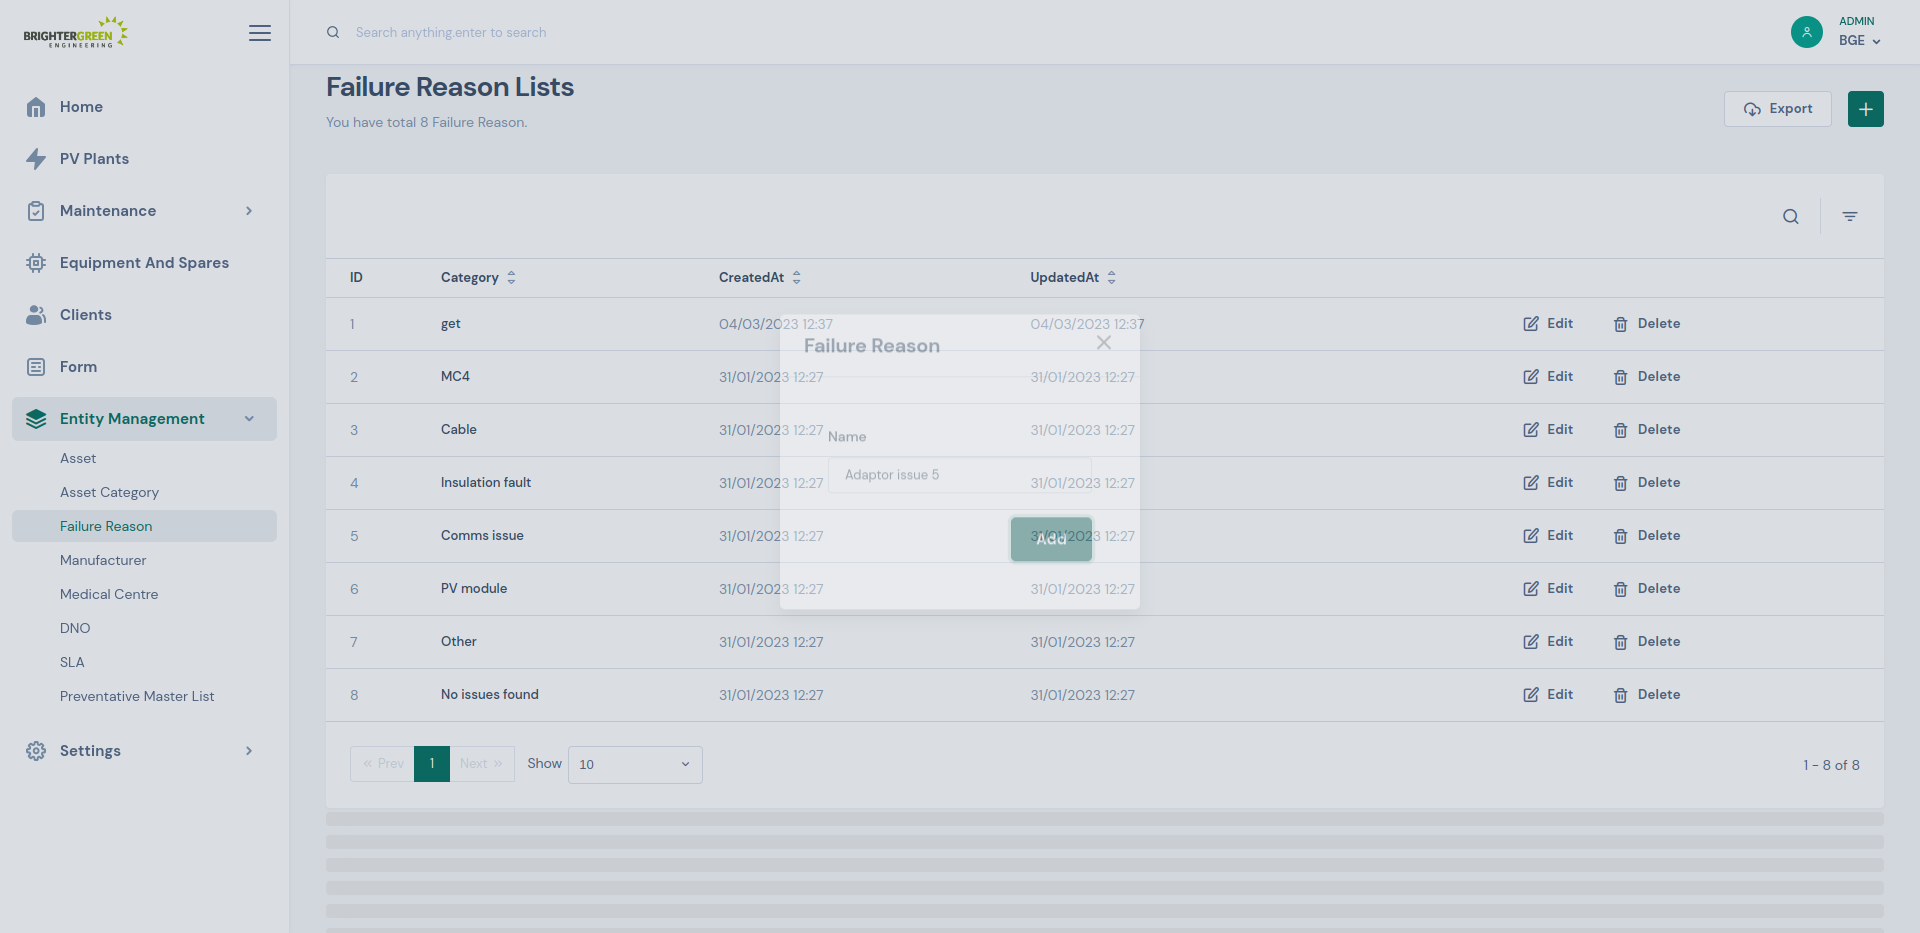 BRIGHTERGREEN
ENGINEERING
Search anything.enter to search
ADMIN
BGE
Home
PV Plants
Maintenance
Equipment And Spares
Clients
Form
Entity Management
Asset
Asset Category
Failure Reason
Manufacturer
Medical Centre
DNO
SLA
Preventative Master List
Settings
Failure Reason Lists
You have total 8 Failure Reason.
Export
ID Category CreatedAt UpdatedAt
1 get 04/03/2023 12:37 04/03/2023 12:37 Edit Delete
2 MC4 31/01/2023 12:27 31/01/2023 12:27 Edit Delete
3 Cable 31/01/2023 12:27 31/01/2023 12:27 Edit Delete
4 Insulation fault 31/01/2023 12:27 31/01/2023 12:27 Edit Delete
5 Comms issue 31/01/2023 12:27 31/01/2023 12:27 Edit Delete
6 PV module 31/01/2023 12:27 31/01/2023 12:27 Edit Delete
7 Other 31/01/2023 12:27 31/01/2023 12:27 Edit Delete
8 No issues found 31/01/2023 12:27 31/01/2023 12:27 Edit Delete
Failure Reason
Name
Adaptor issue 5
Add
« Prev 1 Next » Show 10
1 - 8 of 8